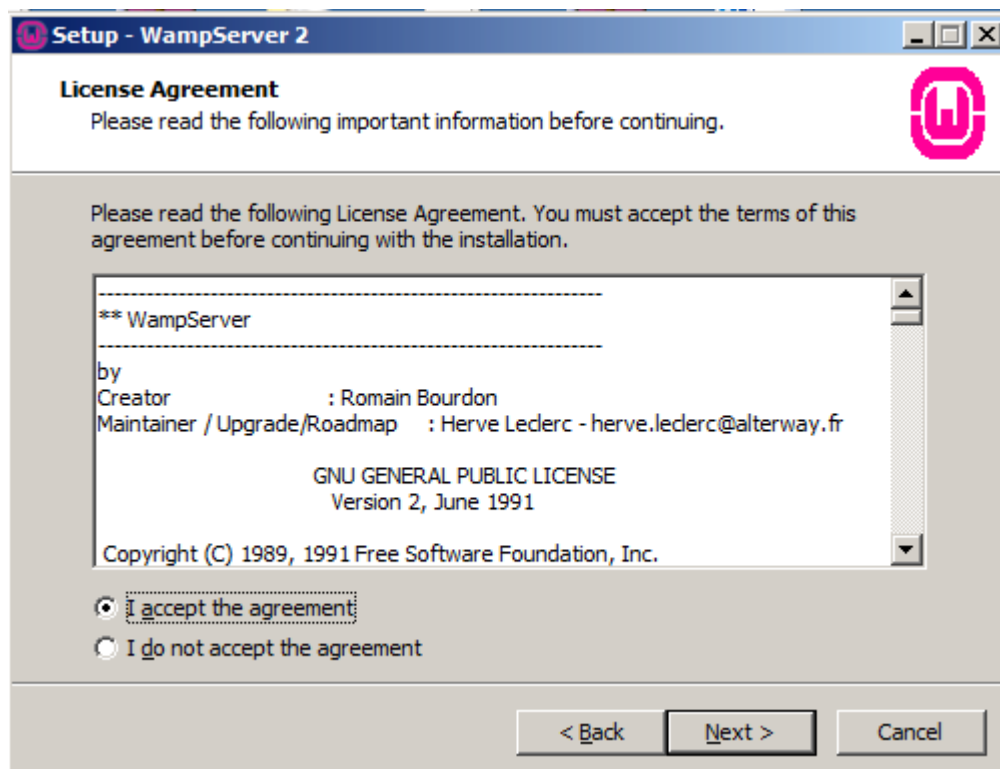 Setup - WampServer 2
License Agreement
Please read the following important information before continuing.
Please read the following License Agreement. You must accept the terms of this
agreement before continuing with the installation.
---------------------------------------------------------------
** WampServer
---------------------------------------------------------------
by
Creator : Romain Bourdon
Maintainer / Upgrade/Roadmap : Herve Leclerc - herve.leclerc@alterway.fr
GNU GENERAL PUBLIC LICENSE
Version 2, June 1991
Copyright (C) 1989, 1991 Free Software Foundation, Inc.
I accept the agreement
I do not accept the agreement
< Back Next > Cancel